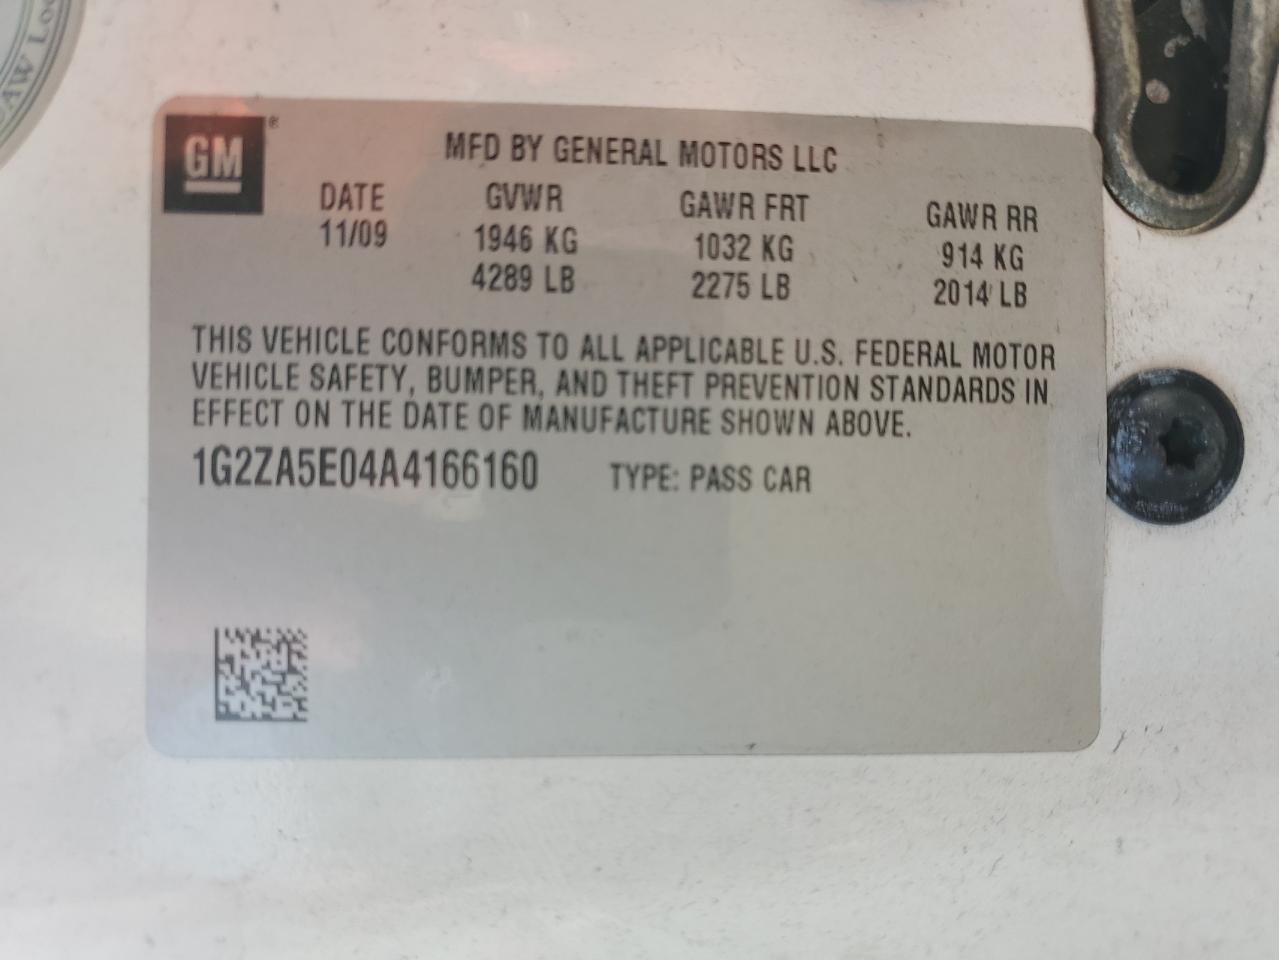 UAW Loc
GM ®
MFD BY GENERAL MOTORS LLC
DATE GVWR GAWR FRT GAWR RR
11/09 1946 KG 1032 KG 914 KG
4289 LB 2275 LB 2014 LB
THIS VEHICLE CONFORMS TO ALL APPLICABLE U.S. FEDERAL MOTOR
VEHICLE SAFETY, BUMPER, AND THEFT PREVENTION STANDARDS IN
EFFECT ON THE DATE OF MANUFACTURE SHOWN ABOVE.
1G2ZA5E04A4166160 TYPE: PASS CAR